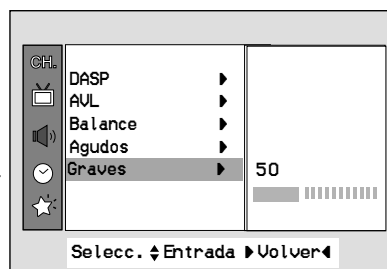 CH.
DASP ▶
AVL ▶
Balance ▶
Agudos ▶
Graves ▶ 50
Selecc. ▲▼ Entrada ▶ Volver ◀